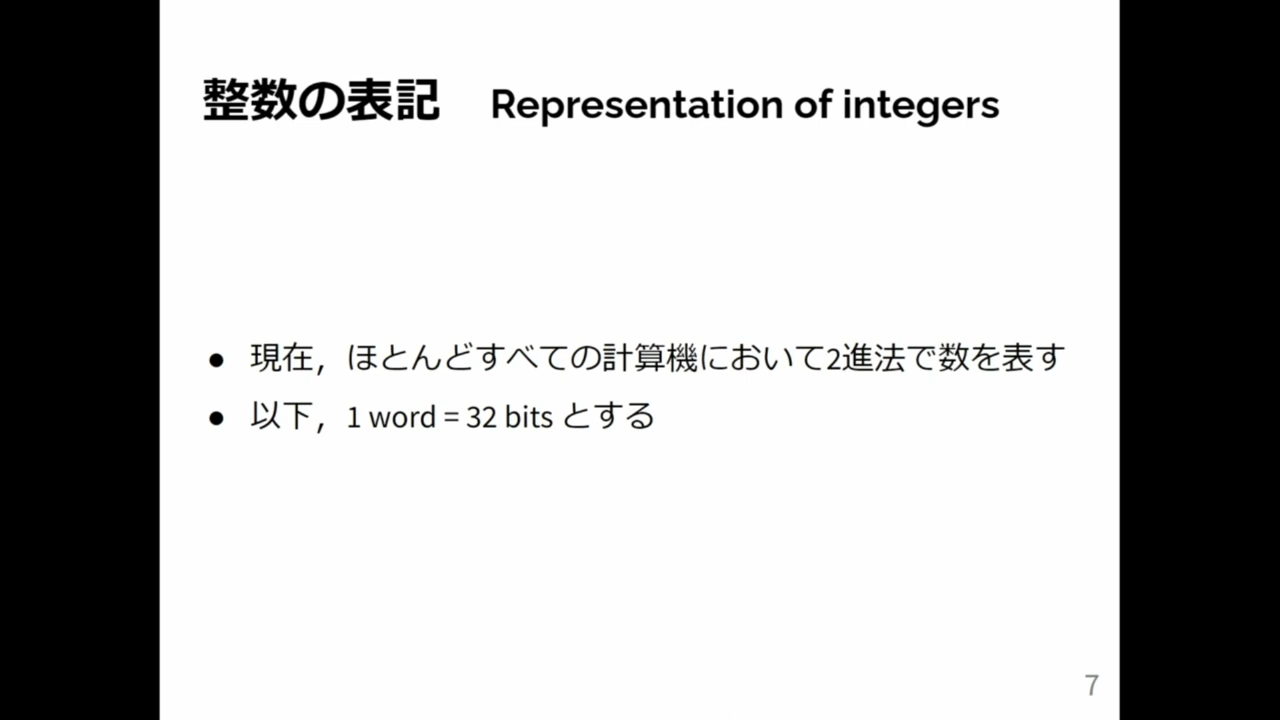 整数の表記 Representation of integers
● 現在，ほとんどすべての計算機において2進法で数を表す
● 以下，1 word = 32 bits とする
7